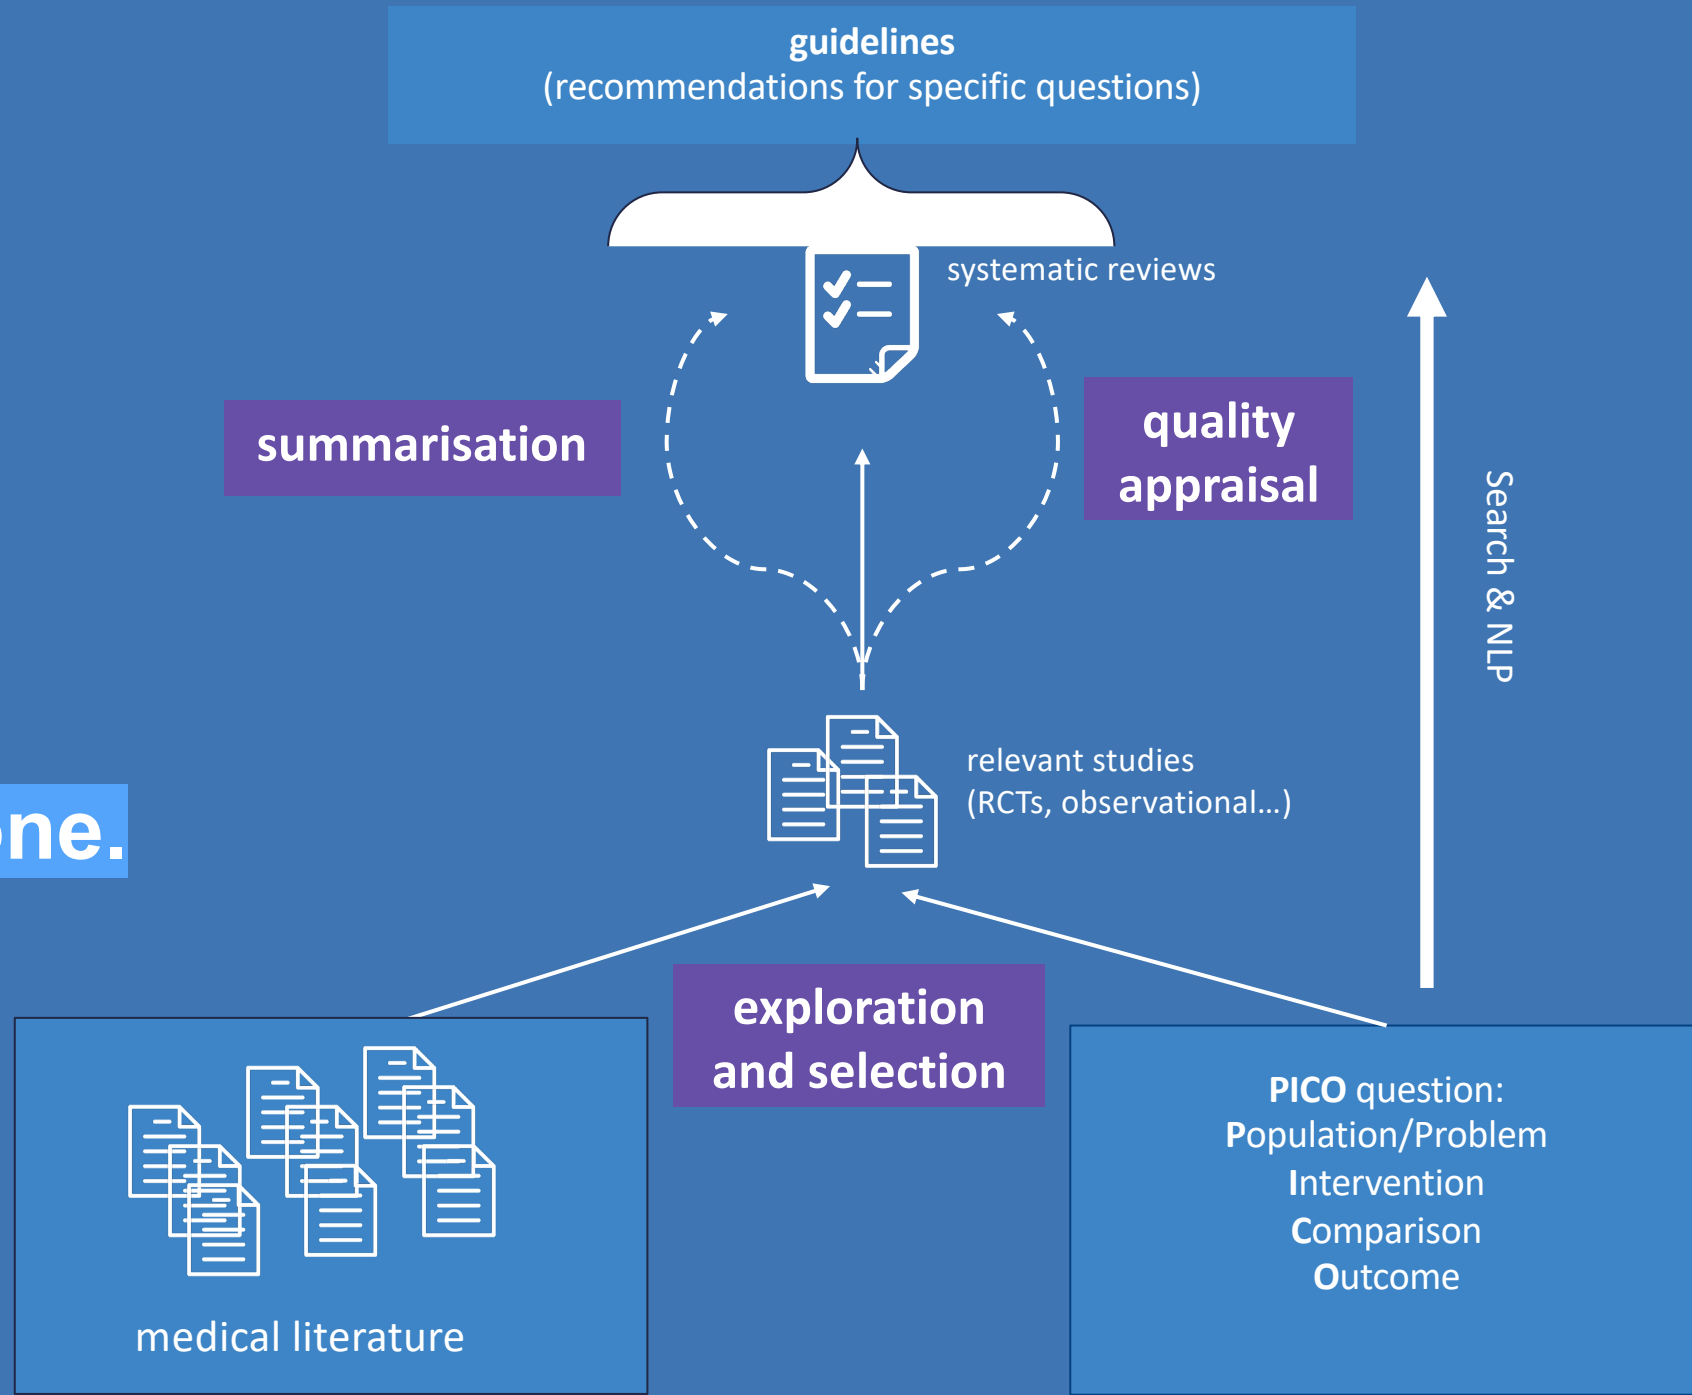 guidelines
(recommendations for specific questions)
systematic reviews
summarisation
quality
appraisal
Search & NLP
relevant studies
(RCTs, observational...)
one.
exploration
and selection
medical literature
PICO question:
Population/Problem
Intervention
Comparison
Outcome